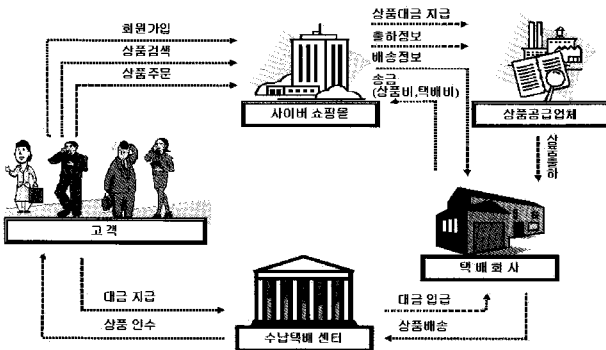 회원가입
상품검색
상품주문
상품대금 지급
출하정보
배송정보
송금
(상품비,택배비)
사이버 쇼핑몰
상품공급업체
상품출하
고객
택배회사
대금 지급
상품 인수
수납택배 센터
대금 입급
상품배송